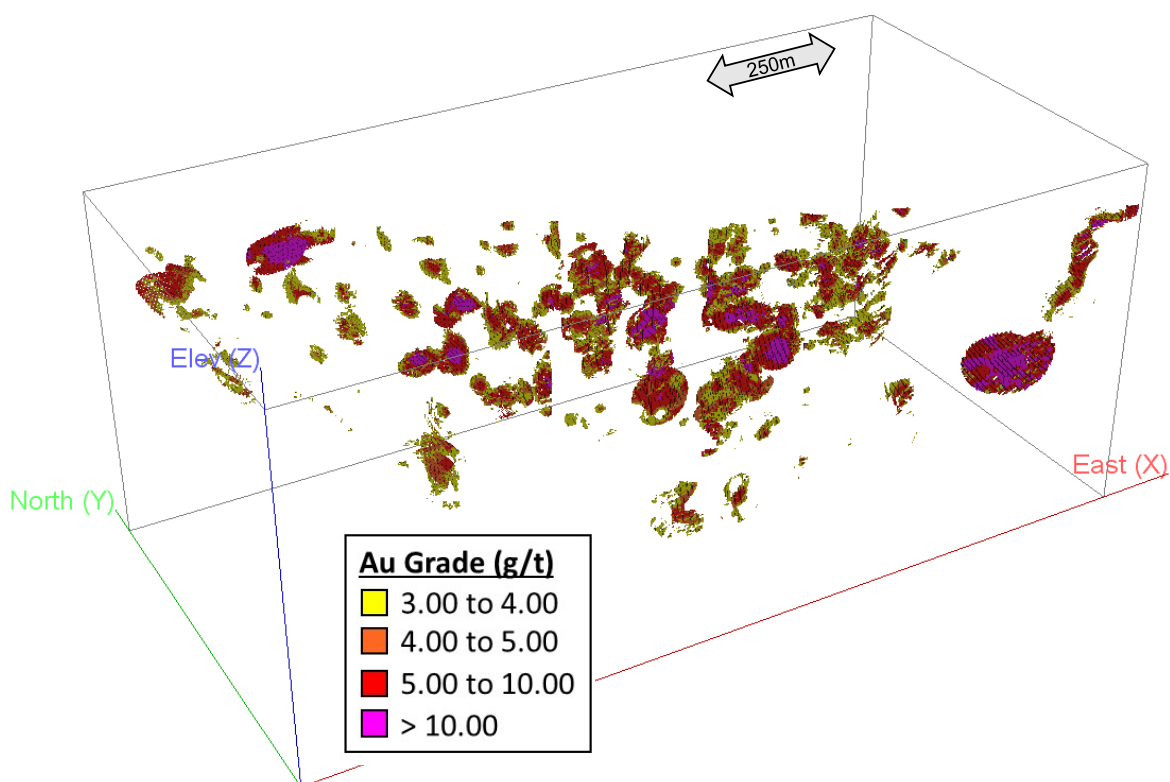 250m
Elev (Z)
North (Y)
East (X)
Au Grade (g/t)
3.00 to 4.00
4.00 to 5.00
5.00 to 10.00
> 10.00